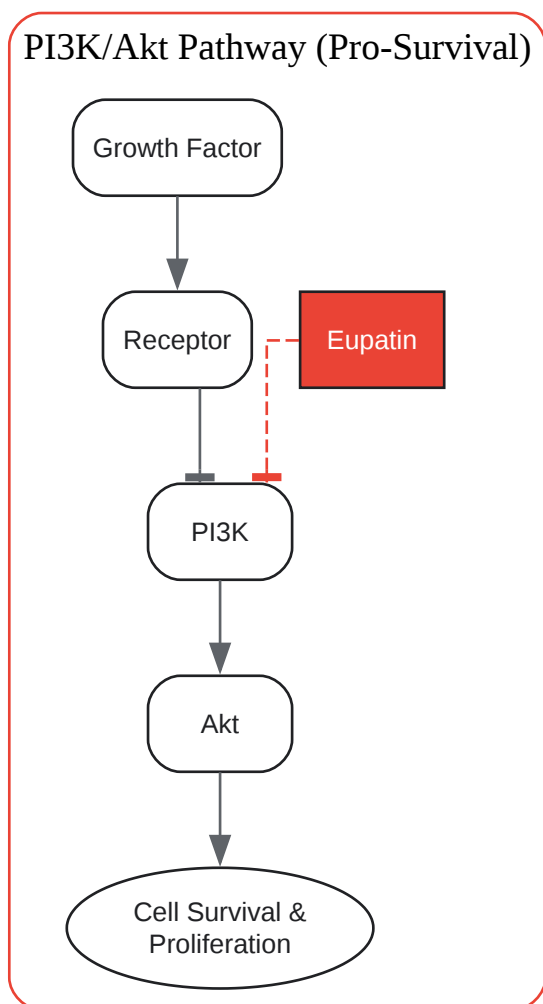 PI3K/Akt Pathway (Pro-Survival)
Growth Factor
Receptor
Eupatin
PI3K
Akt
Cell Survival &
Proliferation